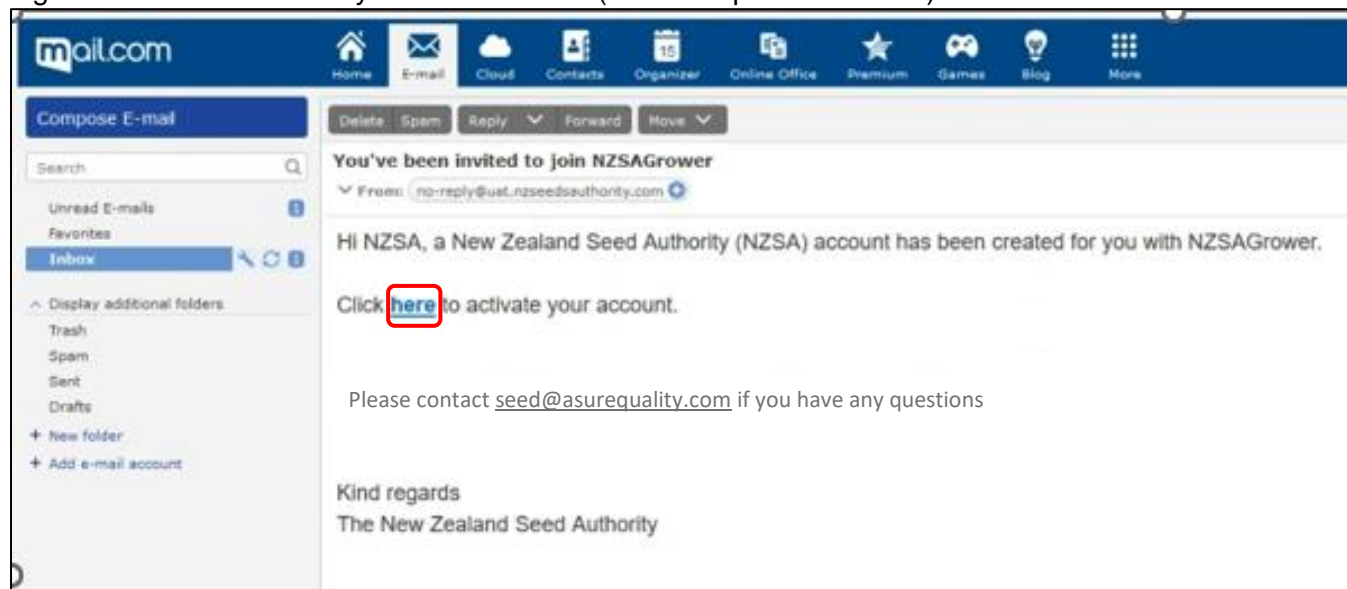 mail.com
Home E-mail Cloud Contacts Organizer Online Office Premium Games Blog More
15
Compose E-mail
Delete Spam Reply Forward Move
Search
You've been invited to join NZSAGrower
From: no-reply@uat.nzseedsauthority.com
Unread E-mails 1
Favorites
Inbox 1
Hi NZSA, a New Zealand Seed Authority (NZSA) account has been created for you with NZSAGrower.
Display additional folders
Click here to activate your account.
Trash
Spam
Sent
Drafts
Please contact seed@asurequality.com if you have any questions
+ New folder
+ Add e-mail account
Kind regards
The New Zealand Seed Authority